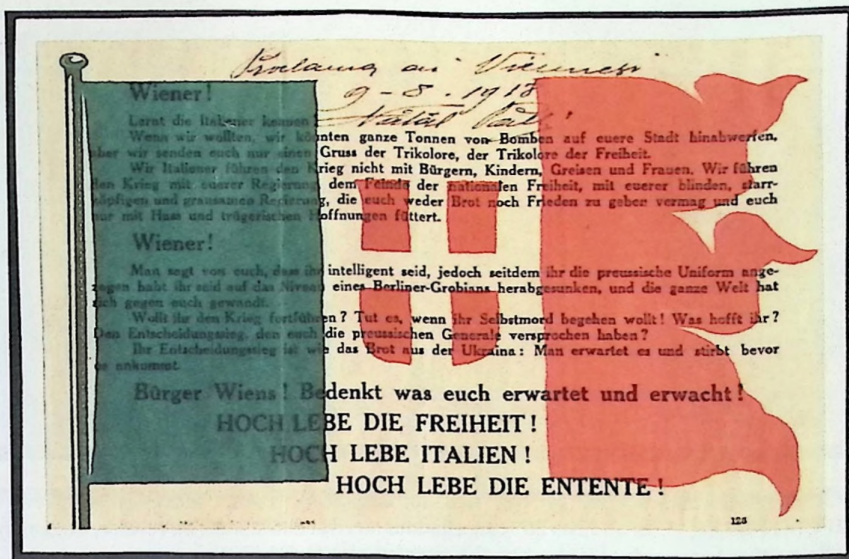 Proclama ai Viennesi
9-8-1918
Wiener!
Lernt die Italiener kennen!
Wenn wir wollten, wir könnten ganze Tonnen von Bomben auf euere Stadt hinabwerfen,
aber wir senden euch nur einen Gruss der Trikolore, der Trikolore der Freiheit.
Wir Italiener führen den Krieg nicht mit Bürgern, Kindern, Greisen und Frauen. Wir führen
den Krieg mit euerer Regierung dem Feinde der nationalen Freiheit, mit euerer blinden, starr-
köpfigen und grausamen Regierung, die euch weder Brot noch Frieden zu geben vermag und euch
nur mit Hass und trügerischen Hoffnungen füttert.
Wiener!
Man sagt von euch, dass ihr intelligent seid, jedoch seitdem ihr die preussische Uniform ange-
zogen habt ihr seid auf das Niveau eines Berliner-Grobians herabgesunken, und die ganze Welt hat
sich gegen euch gewandt.
Wollt ihr den Krieg fortführen? Tut es, wenn ihr Selbstmord begehen wollt! Was hofft ihr?
Den Entscheidungssieg, den euch die preussischen Generale versprochen haben?
Ihr Entscheidungssieg ist wie das Brot aus der Ukraina: Man erwartet es und stirbt bevor
es ankommt.
Bürger Wiens! Bedenkt was euch erwartet und erwacht!
HOCH LEBE DIE FREIHEIT!
HOCH LEBE ITALIEN!
HOCH LEBE DIE ENTENTE!